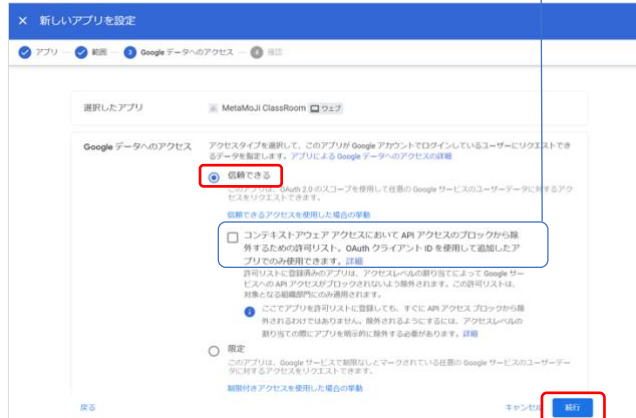 × 新しいアプリを設定
アプリ 範囲 3 Google データへのアクセス 4 確認
選択したアプリ MetaMoJi ClassRoom ウェブ
Google データへのアクセス アクセスタイプを選択して、このアプリが Google アカウントでログインしているユーザーにリクエストでき
るデータを指定します。アプリによる Google データへのアクセスの詳細
信頼できる
このアプリは、OAuth 2.0 のスコープを使用して任意の Google サービスのユーザーデータに対するアク
セスをリクエストできます。
信頼できるアクセスを使用した場合の挙動
コンテキストアウェア アクセスにおいて API アクセスのブロックから除
外するための許可リスト。OAuth クライアント ID を使用して追加したア
プリでのみ使用できます。詳細
許可リストに登録済みのアプリは、アクセスレベルの割り当てによって Google サー
ビスへの API アクセスがブロックされないよう除外されます。この許可リストは、
対象となる組織部門にのみ適用されます。
ここでアプリを許可リストに登録しても、すぐに API アクセス ブロックから除
外されるわけではありません。除外されるようにするには、アクセスレベルの
割り当ての際にアプリを明示的に除外する必要があります。詳細
限定
このアプリは、Google サービスで制限なしとマークされている任意の Google サービスのユーザーデー
タに対するアクセスをリクエストできます。
制限付きアクセスを使用した場合の挙動
戻る キャンセル 続行